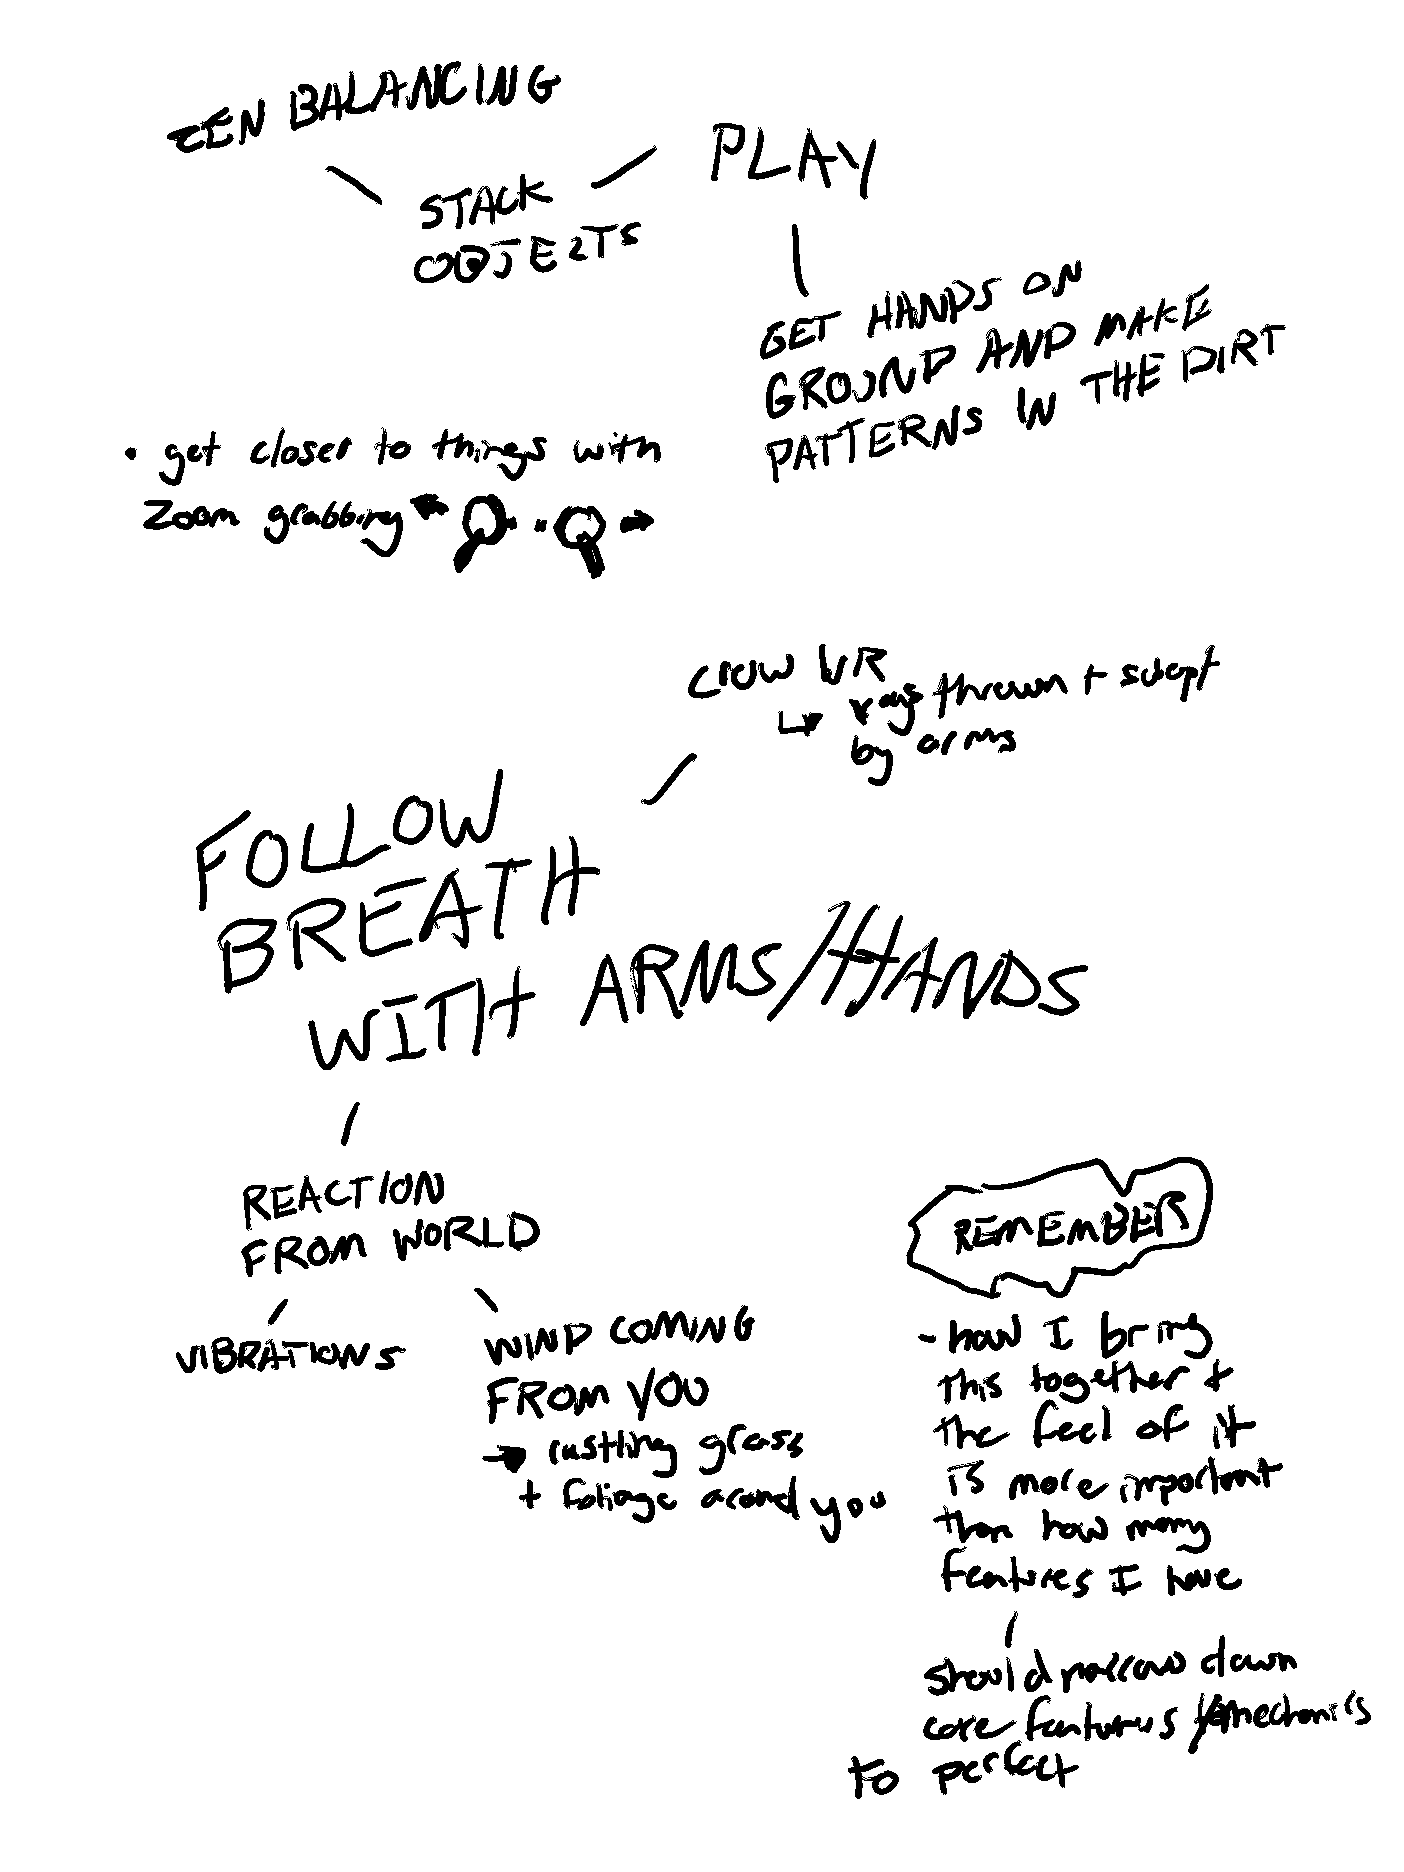 ZEN BALANCING
PLAY
STACK
OBJECTS
GET HANDS ON
GROUND AND MAKE
PATTERNS IN THE DIRT
• get closer to things with
zoom grabbing
crow VR
↳ rays thrown + swept
by arms
FOLLOW
BREATH
WITH ARMS/HANDS
REACTION
FROM WORLD
VIBRATIONS
WIND COMING
FROM YOU
→ rustling grass
+ foliage around you
REMEMBER
- how I bring
this together +
the feel of it
is more important
than how many
features I have
should narrow down
core features / mechanics
to perfect